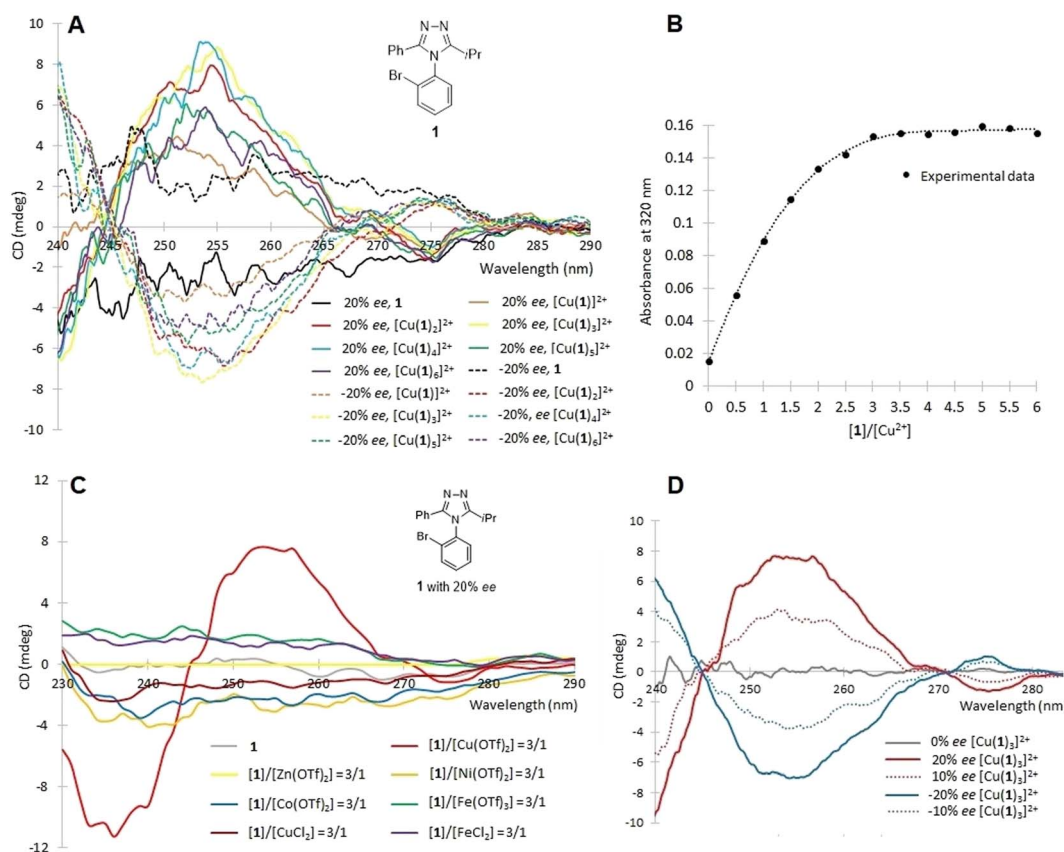 A
10
8
6
4
2
0
-2
-4
-6
-8
-10
CD (mdeg)
240
245
250
255
260
265
270
275
280
285
290
Wavelength (nm)
N–N
Ph
N
iPr
Br
1
20% ee, 1
20% ee, [Cu(1)]²⁺
20% ee, [Cu(1)₂]²⁺
20% ee, [Cu(1)₃]²⁺
20% ee, [Cu(1)₄]²⁺
20% ee, [Cu(1)₅]²⁺
20% ee, [Cu(1)₆]²⁺
-20% ee, 1
-20% ee, [Cu(1)]²⁺
-20% ee, [Cu(1)₂]²⁺
-20% ee, [Cu(1)₃]²⁺
-20%, ee [Cu(1)₄]²⁺
-20% ee, [Cu(1)₅]²⁺
-20% ee, [Cu(1)₆]²⁺
B
0.16
0.14
0.12
0.1
0.08
0.06
0.04
0.02
0
Absorbance at 320 nm
Experimental data
0 0.5 1 1.5 2 2.5 3 3.5 4 4.5 5 5.5 6
[1]/[Cu²⁺]
C
12
8
4
0
-4
-8
-12
CD (mdeg)
230 240 250 260 270 280 290
Wavelength (nm)
N–N
Ph
N
iPr
Br
1 with 20% ee
1
[1]/[Cu(OTf)₂] =3/1
[1]/[Zn(OTf)₂] =3/1
[1]/[Ni(OTf)₂] =3/1
[1]/[Co(OTf)₂] =3/1
[1]/[Fe(OTf)₃] =3/1
[1]/[CuCl₂] =3/1
[1]/[FeCl₂] =3/1
D
10
8
6
4
2
0
-2
-4
-6
-8
-10
CD (mdeg)
240 250 260 270 280
Wavelength (nm)
0% ee [Cu(1)₃]²⁺
20% ee [Cu(1)₃]²⁺
10% ee [Cu(1)₃]²⁺
-20% ee [Cu(1)₃]²⁺
-10% ee [Cu(1)₃]²⁺